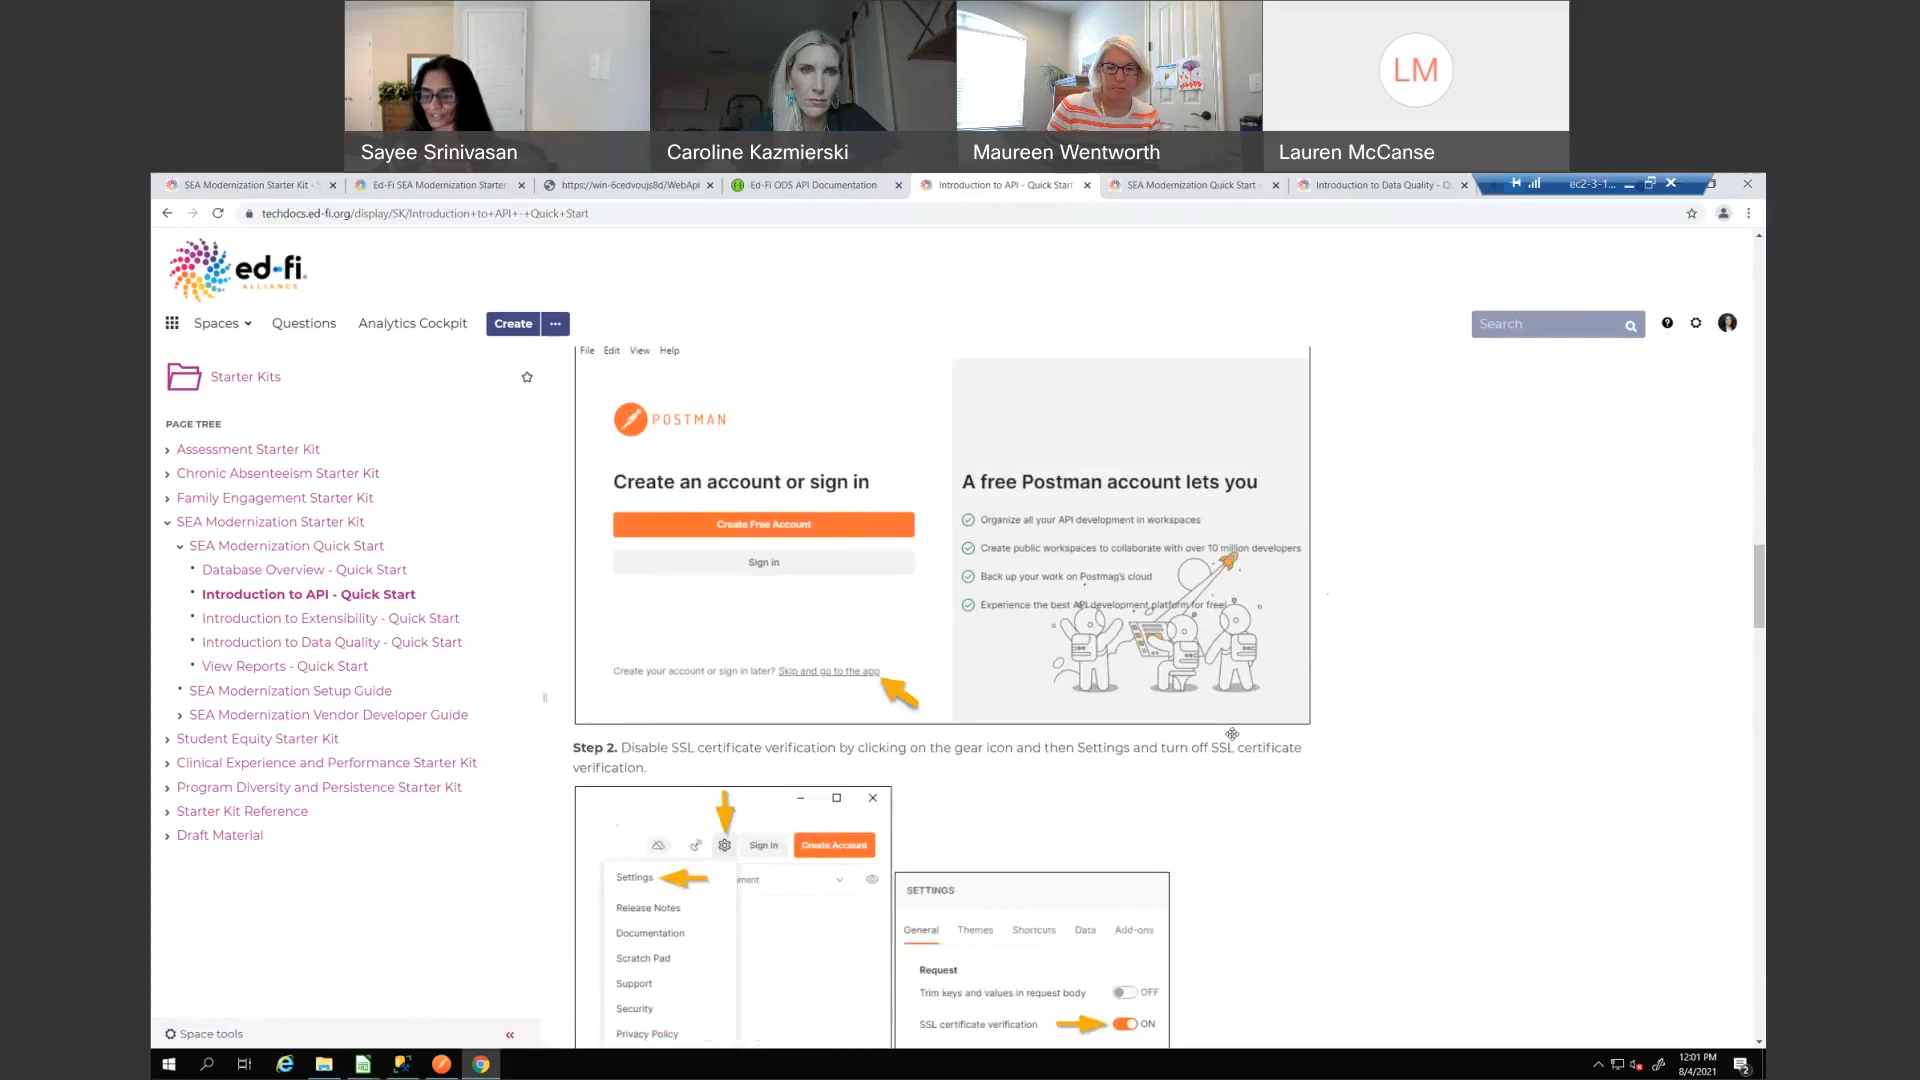 LM
Sayee Srinivasan
Caroline Kazmierski
Maureen Wentworth
Lauren McCanse
SEA Modernization Starter Kit - S
Ed-Fi SEA Modernization Starter
https://win-6cedvoujs8d/WebApi
Ed-Fi ODS API Documentation
Introduction to API - Quick Start
SEA Modernization Quick Start -
Introduction to Data Quality - Q
ec2-3-1...
techdocs.ed-fi.org/display/SK/Introduction+to+API+-+Quick+Start
ed-fi
ALLIANCE
Spaces
Questions
Analytics Cockpit
Create
Search
Starter Kits
PAGE TREE
Assessment Starter Kit
Chronic Absenteeism Starter Kit
Family Engagement Starter Kit
SEA Modernization Starter Kit
SEA Modernization Quick Start
Database Overview - Quick Start
Introduction to API - Quick Start
Introduction to Extensibility - Quick Start
Introduction to Data Quality - Quick Start
View Reports - Quick Start
SEA Modernization Setup Guide
SEA Modernization Vendor Developer Guide
Student Equity Starter Kit
Clinical Experience and Performance Starter Kit
Program Diversity and Persistence Starter Kit
Starter Kit Reference
Draft Material
Space tools
File Edit View Help
POSTMAN
Create an account or sign in
Create Free Account
Sign in
Create your account or sign in later? Skip and go to the app
A free Postman account lets you
Organize all your API development in workspaces
Create public workspaces to collaborate with over 10 million developers
Back up your work on Postman's cloud
Experience the best API development platform for free!
Step 2. Disable SSL certificate verification by clicking on the gear icon and then Settings and turn off SSL certificate
verification.
Sign In
Create Account
Settings
Release Notes
Documentation
Scratch Pad
Support
Security
Privacy Policy
SETTINGS
General Themes Shortcuts Data Add-ons
Request
Trim keys and values in request body OFF
SSL certificate verification ON
12:01 PM
8/4/2021
2